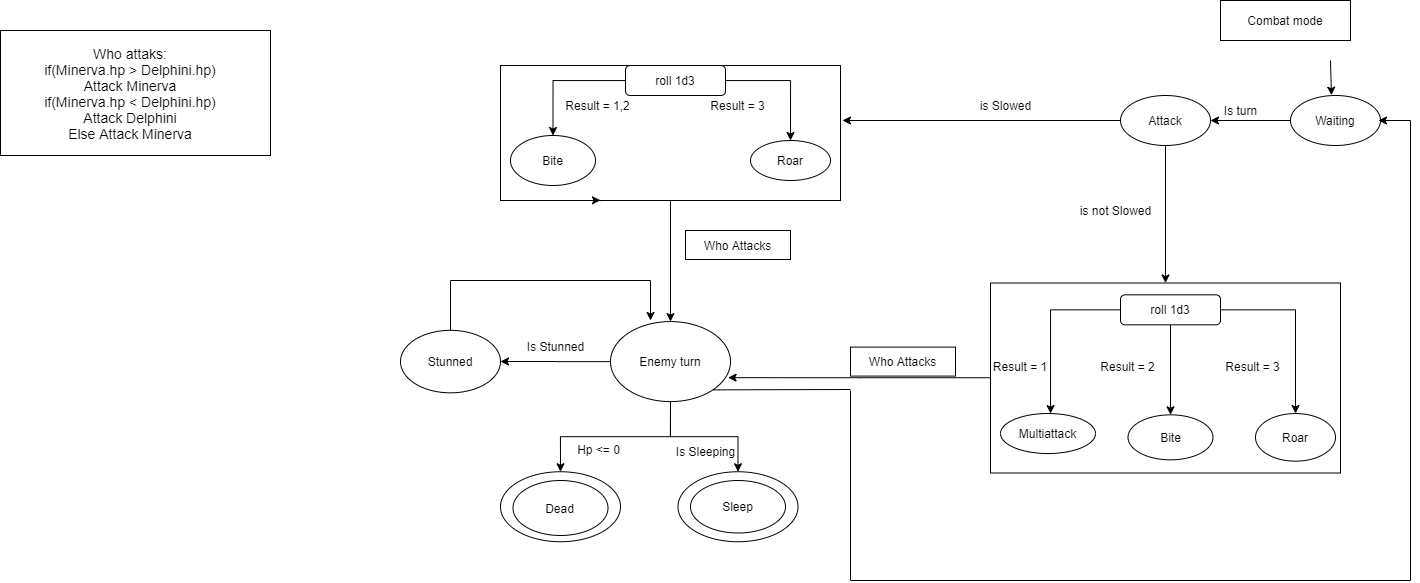 Combat mode
Who attaks:
if(Minerva.hp > Delphini.hp)
Attack Minerva
if(Minerva.hp < Delphini.hp)
Attack Delphini
Else Attack Minerva
roll 1d3
Result = 1,2
Result = 3
Bite
Roar
is Slowed
Attack
Is turn
Waiting
is not Slowed
Who Attacks
roll 1d3
Result = 1
Result = 2
Result = 3
Multiattack
Bite
Roar
Who Attacks
Stunned
Is Stunned
Enemy turn
Hp <= 0
Is Sleeping
Dead
Sleep